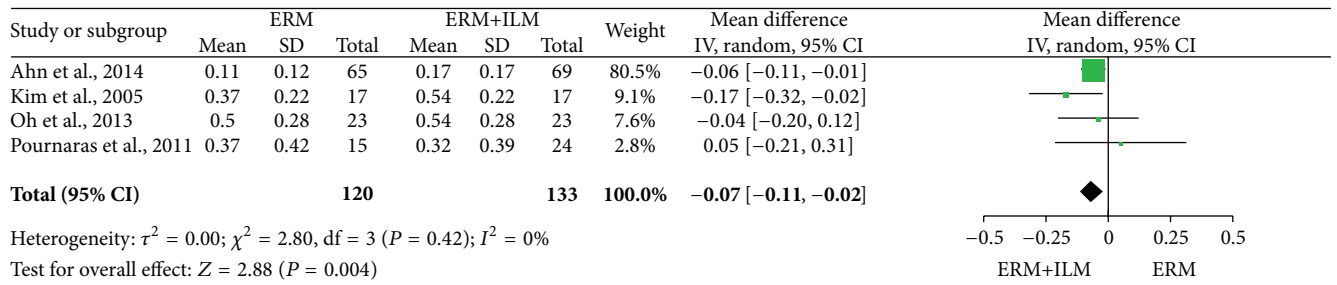 Study or subgroup ERM ERM+ILM Weight Mean difference Mean difference
Mean SD Total Mean SD Total IV, random, 95% CI IV, random, 95% CI
Ahn et al., 2014 0.11 0.12 65 0.17 0.17 69 80.5% −0.06 [−0.11, −0.01]
Kim et al., 2005 0.37 0.22 17 0.54 0.22 17 9.1% −0.17 [−0.32, −0.02]
Oh et al., 2013 0.5 0.28 23 0.54 0.28 23 7.6% −0.04 [−0.20, 0.12]
Pournaras et al., 2011 0.37 0.42 15 0.32 0.39 24 2.8% 0.05 [−0.21, 0.31]
Total (95% CI) 120 133 100.0% −0.07 [−0.11, −0.02]
Heterogeneity: τ² = 0.00; χ² = 2.80, df = 3 (P = 0.42); I² = 0%
Test for overall effect: Z = 2.88 (P = 0.004)
−0.5 −0.25 0 0.25 0.5
ERM+ILM ERM